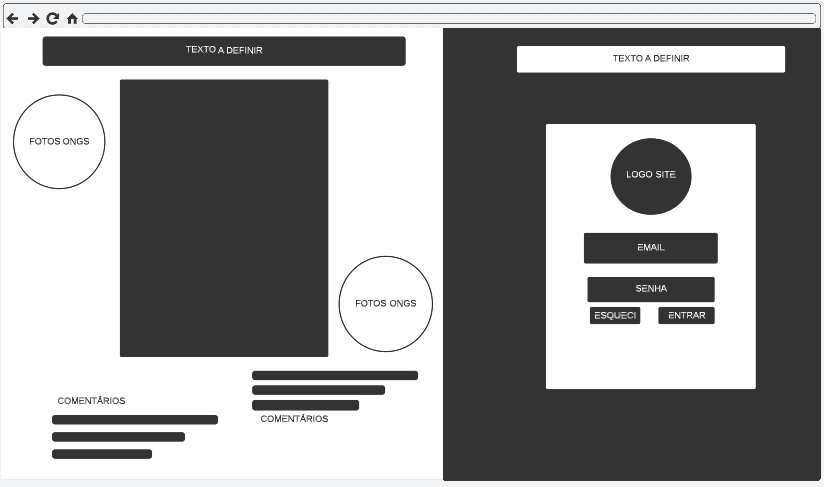 TEXTO A DEFINIR
FOTOS ONGS
FOTOS ONGS
COMENTÁRIOS
COMENTÁRIOS
TEXTO A DEFINIR
LOGO SITE
EMAIL
SENHA
ESQUECI
ENTRAR